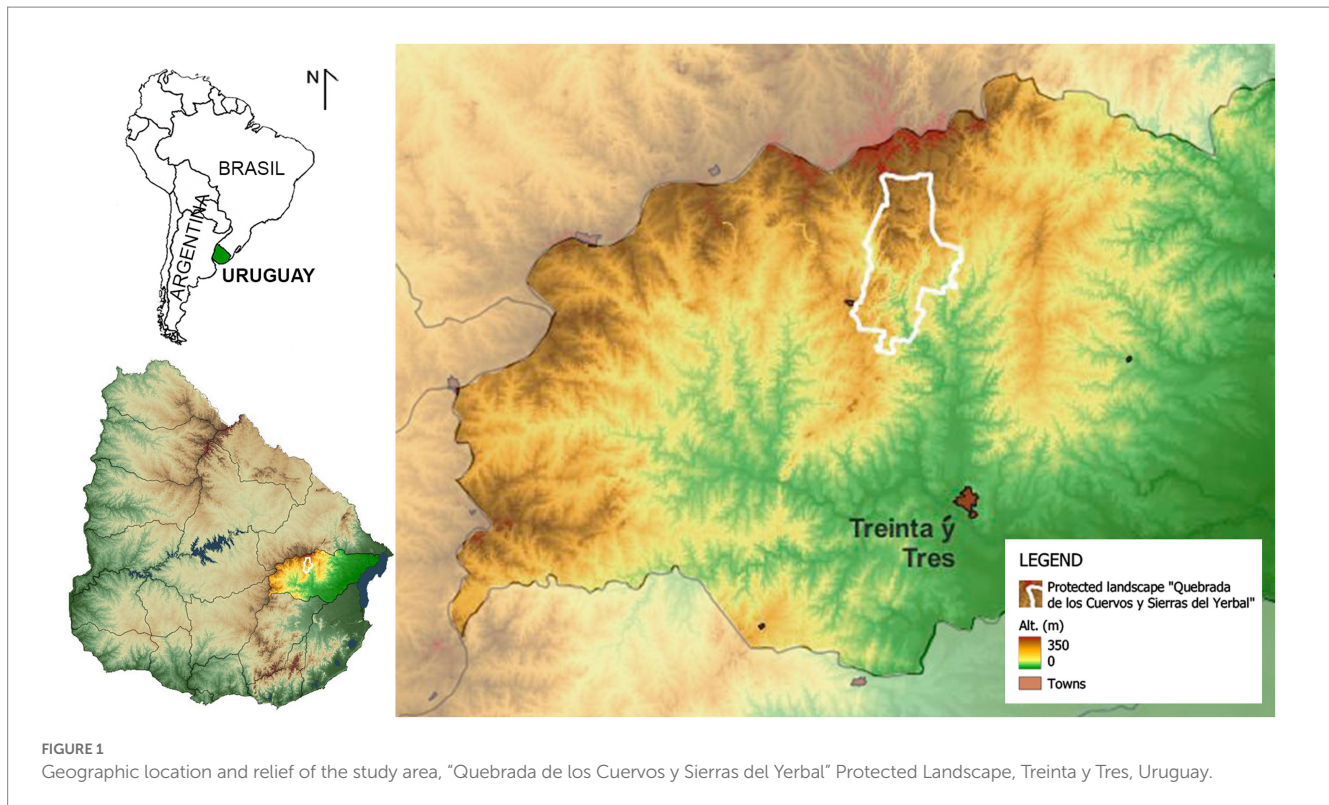 N
BRASIL
ARGENTINA
URUGUAY
Treinta y
Tres
LEGEND
Protected landscape "Quebrada
de los Cuervos y Sierras del Yerbal"
Alt. (m)
350
0
Towns
FIGURE 1
Geographic location and relief of the study area, "Quebrada de los Cuervos y Sierras del Yerbal" Protected Landscape, Treinta y Tres, Uruguay.